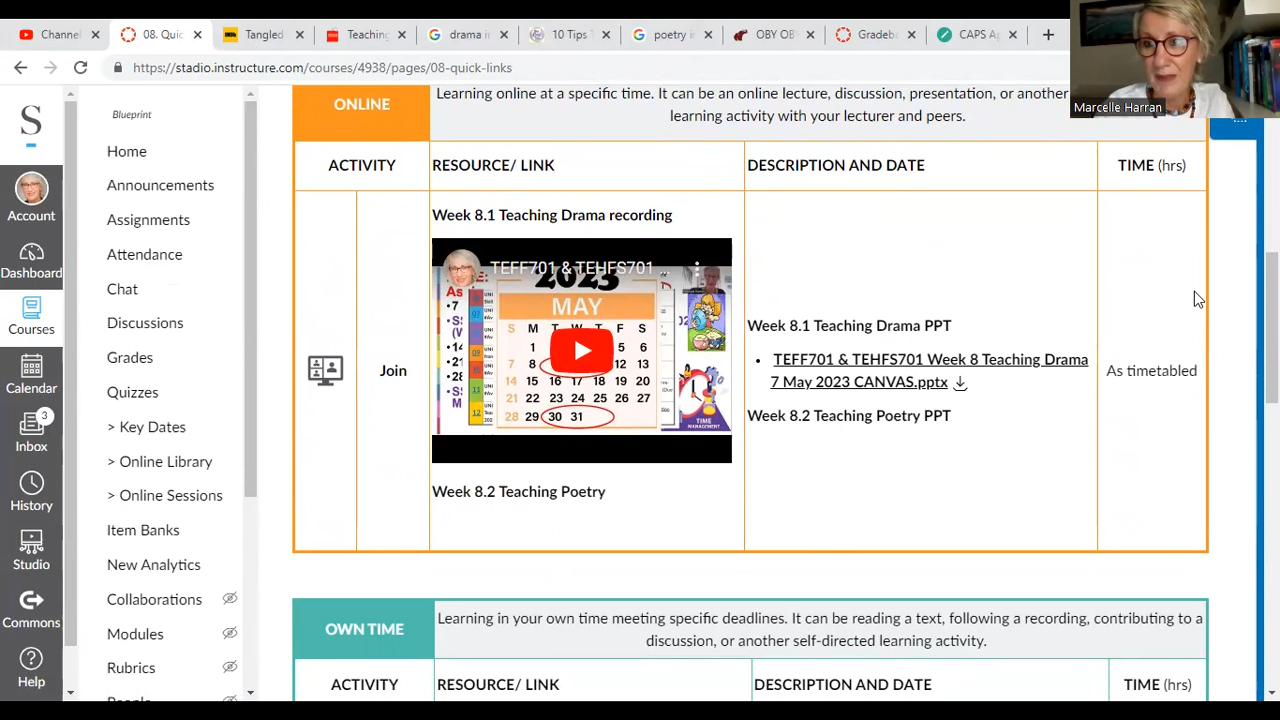 Channel
08. Quic
Tangled
Teaching
drama in
10 Tips T
poetry in
OBY OB
Gradeb
CAPS A
https://stadio.instructure.com/courses/4938/pages/08-quick-links
Marcelle Harran
S
Account
Dashboard
Courses
Calendar
3
Inbox
History
Studio
Commons
Help
Blueprint
Home
Announcements
Assignments
Attendance
Chat
Discussions
Grades
Quizzes
> Key Dates
> Online Library
> Online Sessions
Item Banks
New Analytics
Collaborations
Modules
Rubrics
ONLINE
Learning online at a specific time. It can be an online lecture, discussion, presentation, or another
learning activity with your lecturer and peers.
ACTIVITY
RESOURCE/ LINK
DESCRIPTION AND DATE
TIME (hrs)
Join
Week 8.1 Teaching Drama recording
TEFF701 & TEHFS701 ...
2023
MAY
S M T W T F S
1 5 6
7 8 12 13
14 15 16 17 18 19 20
21 22 23 24 25 26 27
28 29 30 31
TIME
MANAGEMENT
Week 8.2 Teaching Poetry
Week 8.1 Teaching Drama PPT
• TEFF701 & TEHFS701 Week 8 Teaching Drama
7 May 2023 CANVAS.pptx
Week 8.2 Teaching Poetry PPT
As timetabled
OWN TIME
Learning in your own time meeting specific deadlines. It can be reading a text, following a recording, contributing to a
discussion, or another self-directed learning activity.
ACTIVITY
RESOURCE/ LINK
DESCRIPTION AND DATE
TIME (hrs)